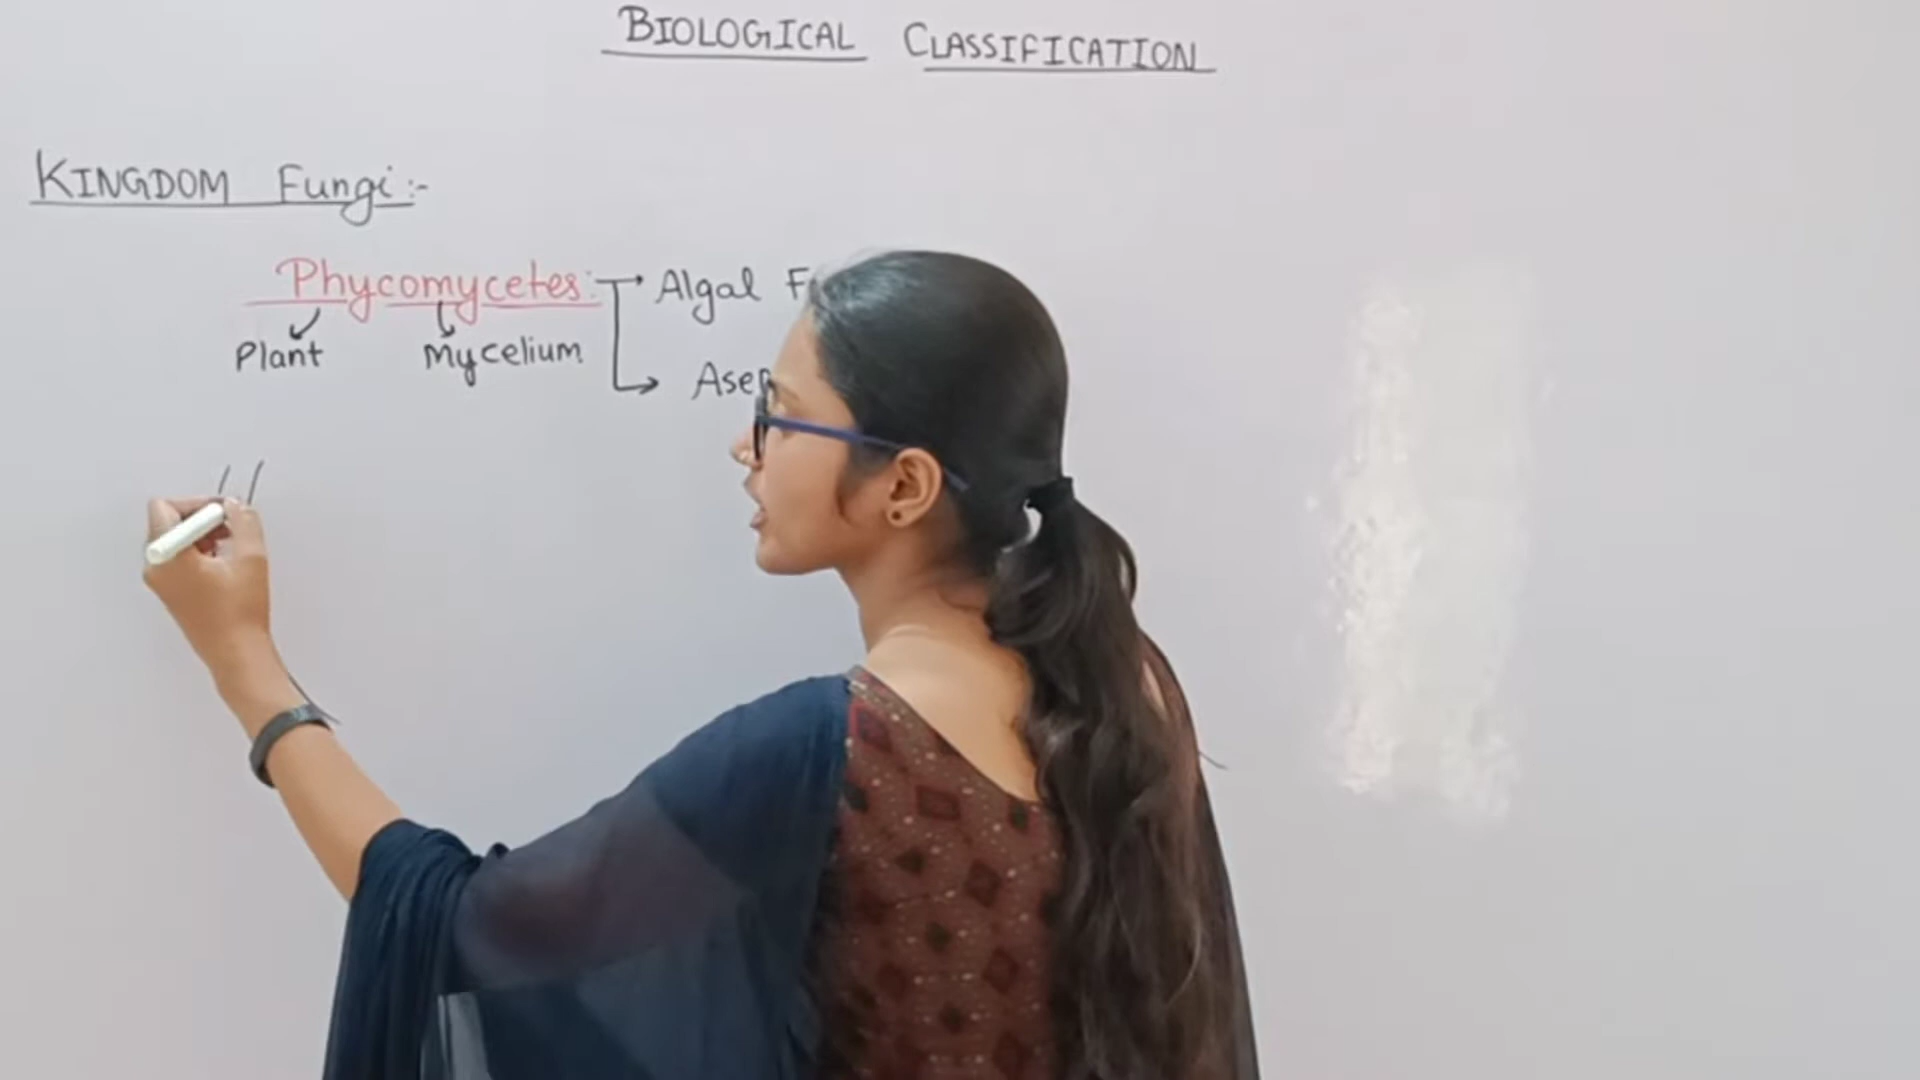 BIOLOGICAL CLASSIFICATION
KINGDOM Fungi:-
Phycomycetes: Algal
Plant Mycelium